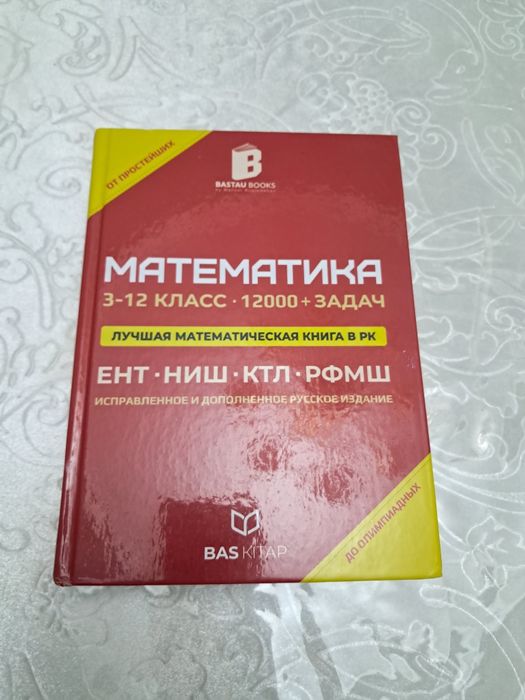 ОТ ПРОСТЕЙШИХ
B
BASTAU BOOKS
МАТЕМАТИКА
3-12 КЛАСС · 12000 + ЗАДАЧ
ЛУЧШАЯ МАТЕМАТИЧЕСКАЯ КНИГА В РК
ЕНТ · НИШ · КТЛ · РФМШ
ИСПРАВЛЕННОЕ И ДОПОЛНЕННОЕ РУССКОЕ ИЗДАНИЕ
ДО ОЛИМПИАДНЫХ
BAS KITAP